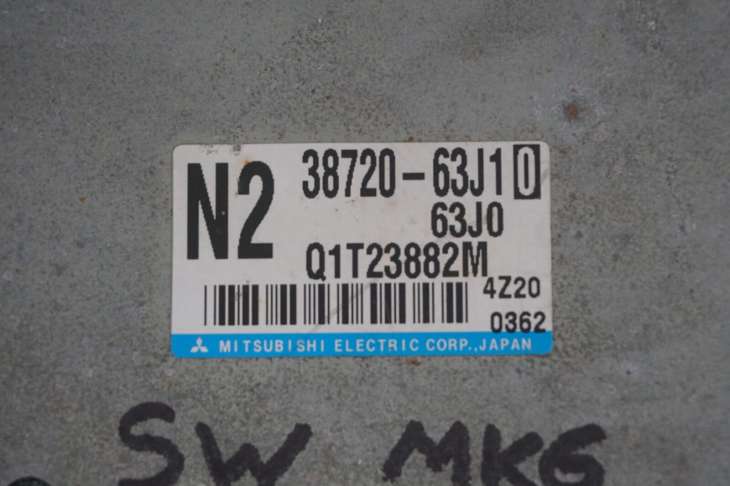 N2
38720-63J10
63J0
Q1T23882M
4Z20
0362
MITSUBISHI ELECTRIC CORP.,JAPAN
SW MK6